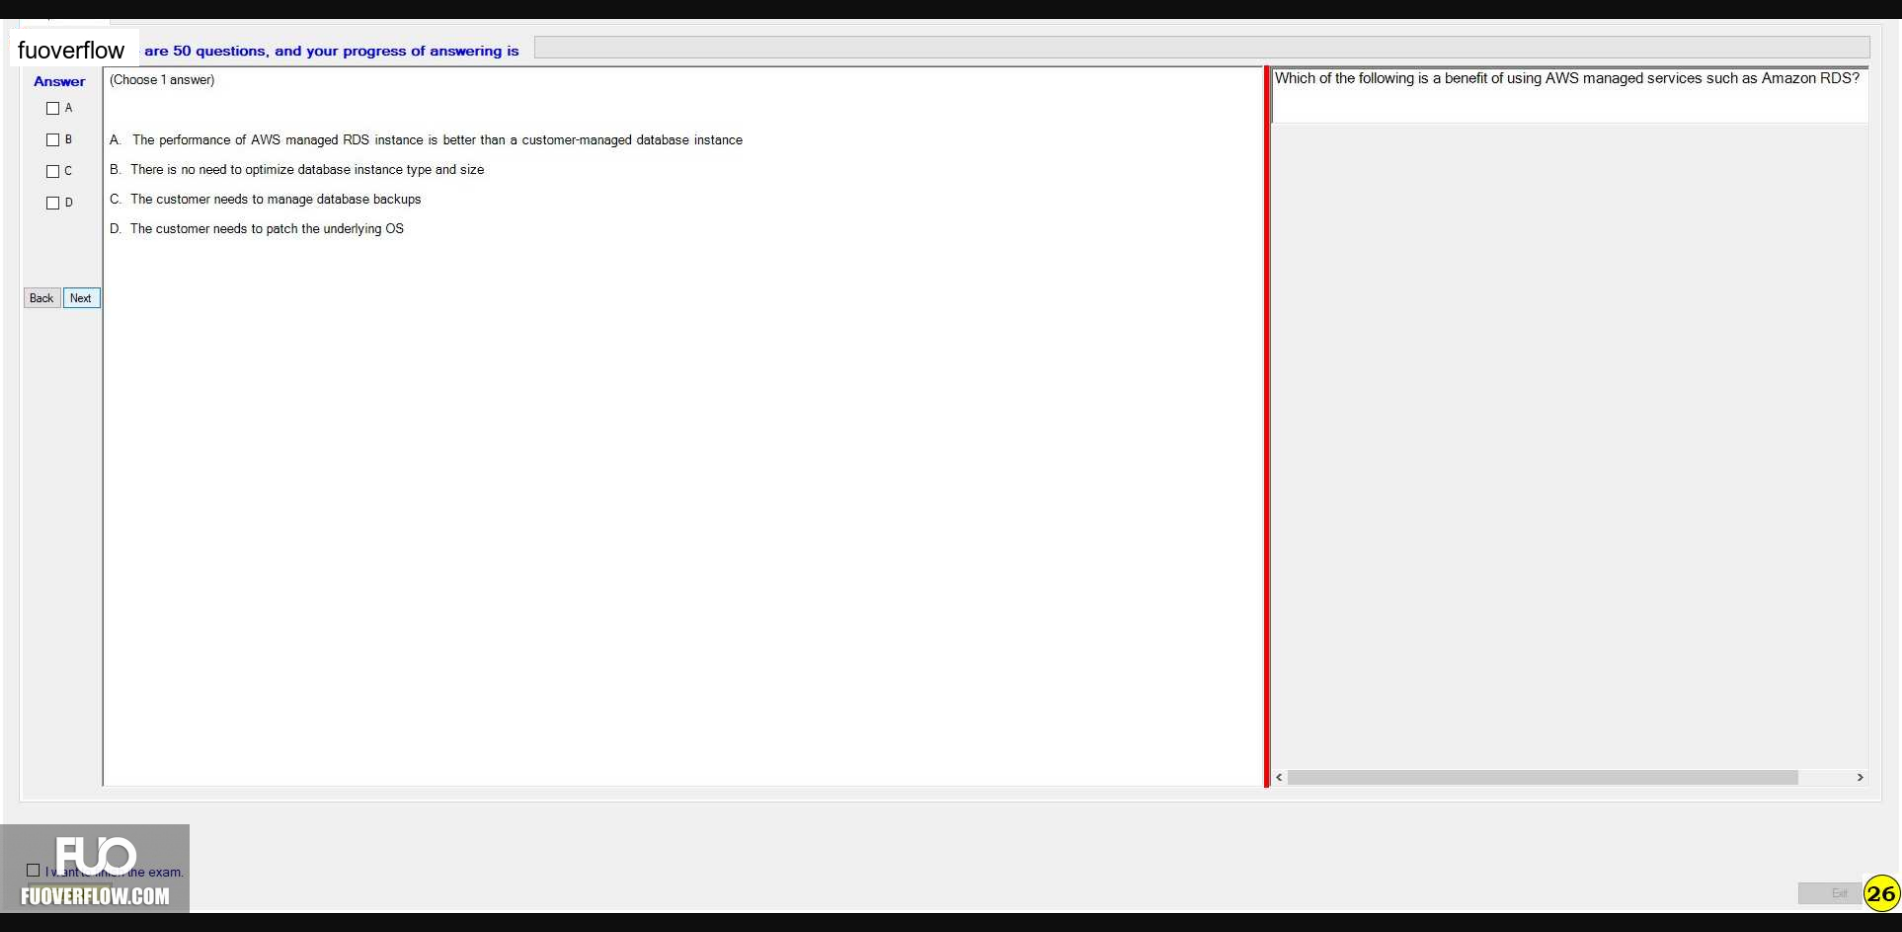 fuoverflow are 50 questions, and your progress of answering is
Answer
A
B
C
D
Back Next
(Choose 1 answer)
A. The performance of AWS managed RDS instance is better than a customer-managed database instance
B. There is no need to optimize database instance type and size
C. The customer needs to manage database backups
D. The customer needs to patch the underlying OS
Which of the following is a benefit of using AWS managed services such as Amazon RDS?
FUO
I want to finish the exam.
FUOVERFLOW.COM
Exit
26